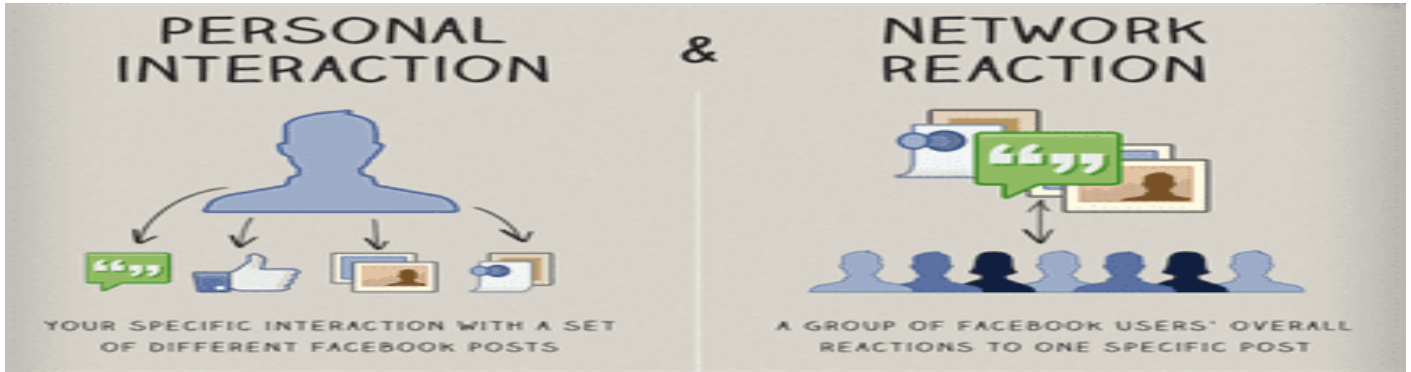 PERSONAL
INTERACTION
&
NETWORK
REACTION
YOUR SPECIFIC INTERACTION WITH A SET
OF DIFFERENT FACEBOOK POSTS
A GROUP OF FACEBOOK USERS' OVERALL
REACTIONS TO ONE SPECIFIC POST